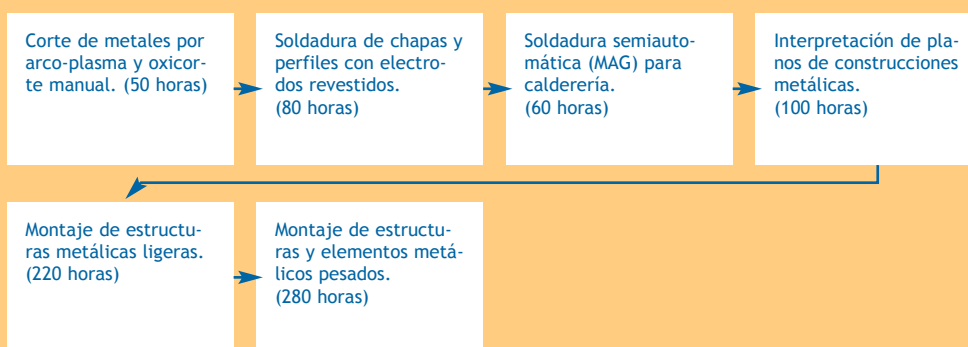 Corte de metales por
arco-plasma y oxicor-
te manual. (50 horas)
Soldadura de chapas y
perfiles con electro-
dos revestidos.
(80 horas)
Soldadura semiauto-
mática (MAG) para
calderería.
(60 horas)
Interpretación de pla-
nos de construcciones
metálicas.
(100 horas)
Montaje de estructu-
ras metálicas ligeras.
(220 horas)
Montaje de estructu-
ras y elementos metá-
licos pesados.
(280 horas)